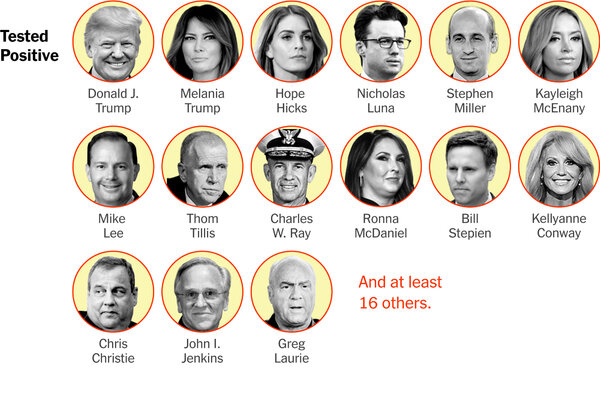 Tested
Positive
Donald J.
Trump
Melania
Trump
Hope
Hicks
Nicholas
Luna
Stephen
Miller
Kayleigh
McEnany
Mike
Lee
Thom
Tillis
Charles
W. Ray
Ronna
McDaniel
Bill
Stepien
Kellyanne
Conway
Chris
Christie
John I.
Jenkins
Greg
Laurie
And at least
16 others.